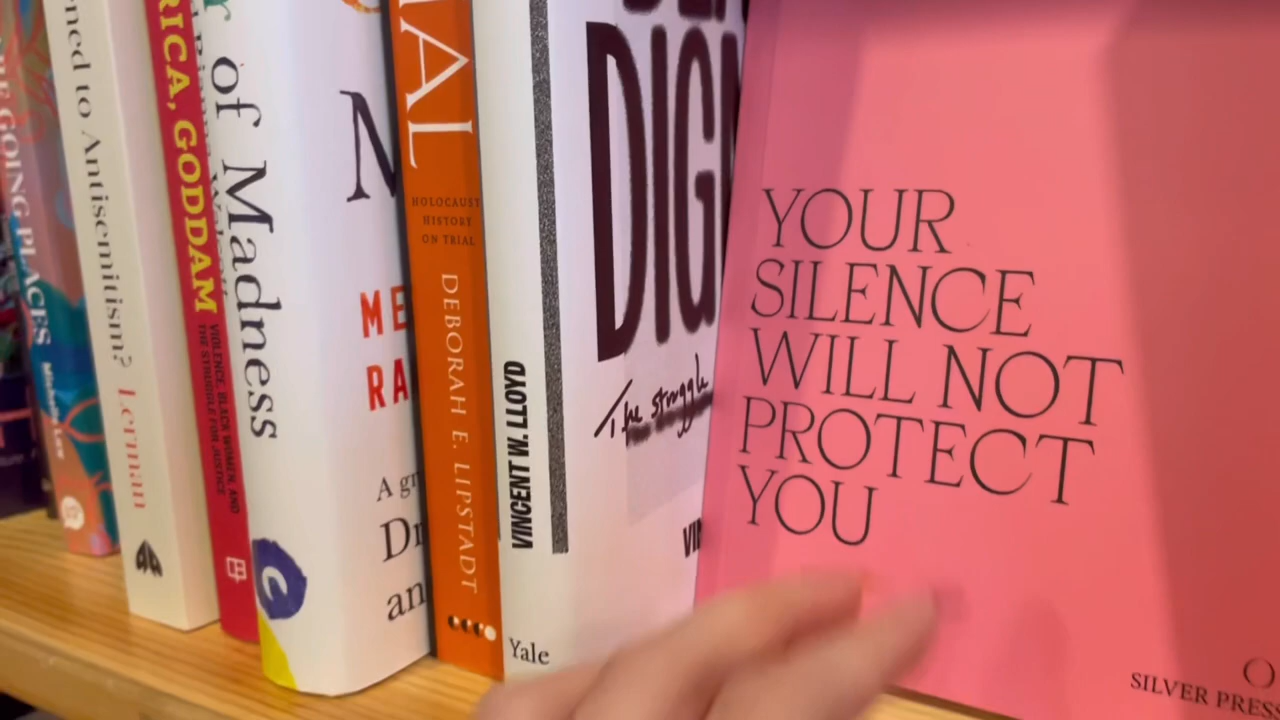 GOING PLACES
ned to Antisemitism? Lerman
RICA, GODDAM
VIOLENCE, BLACK WOMEN, AND
THE STRUGGLE FOR JUSTICE
of Madness
M
ME
RA
A gr
Dr
an
IAL
HOLOCAUST
HISTORY
ON TRIAL
DEBORAH E. LIPSTADT
VINCENT W. LLOYD
Yale
DIGN
The struggle
VIN
YOUR
SILENCE
WILL NOT
PROTECT
YOU
SILVER PRESS